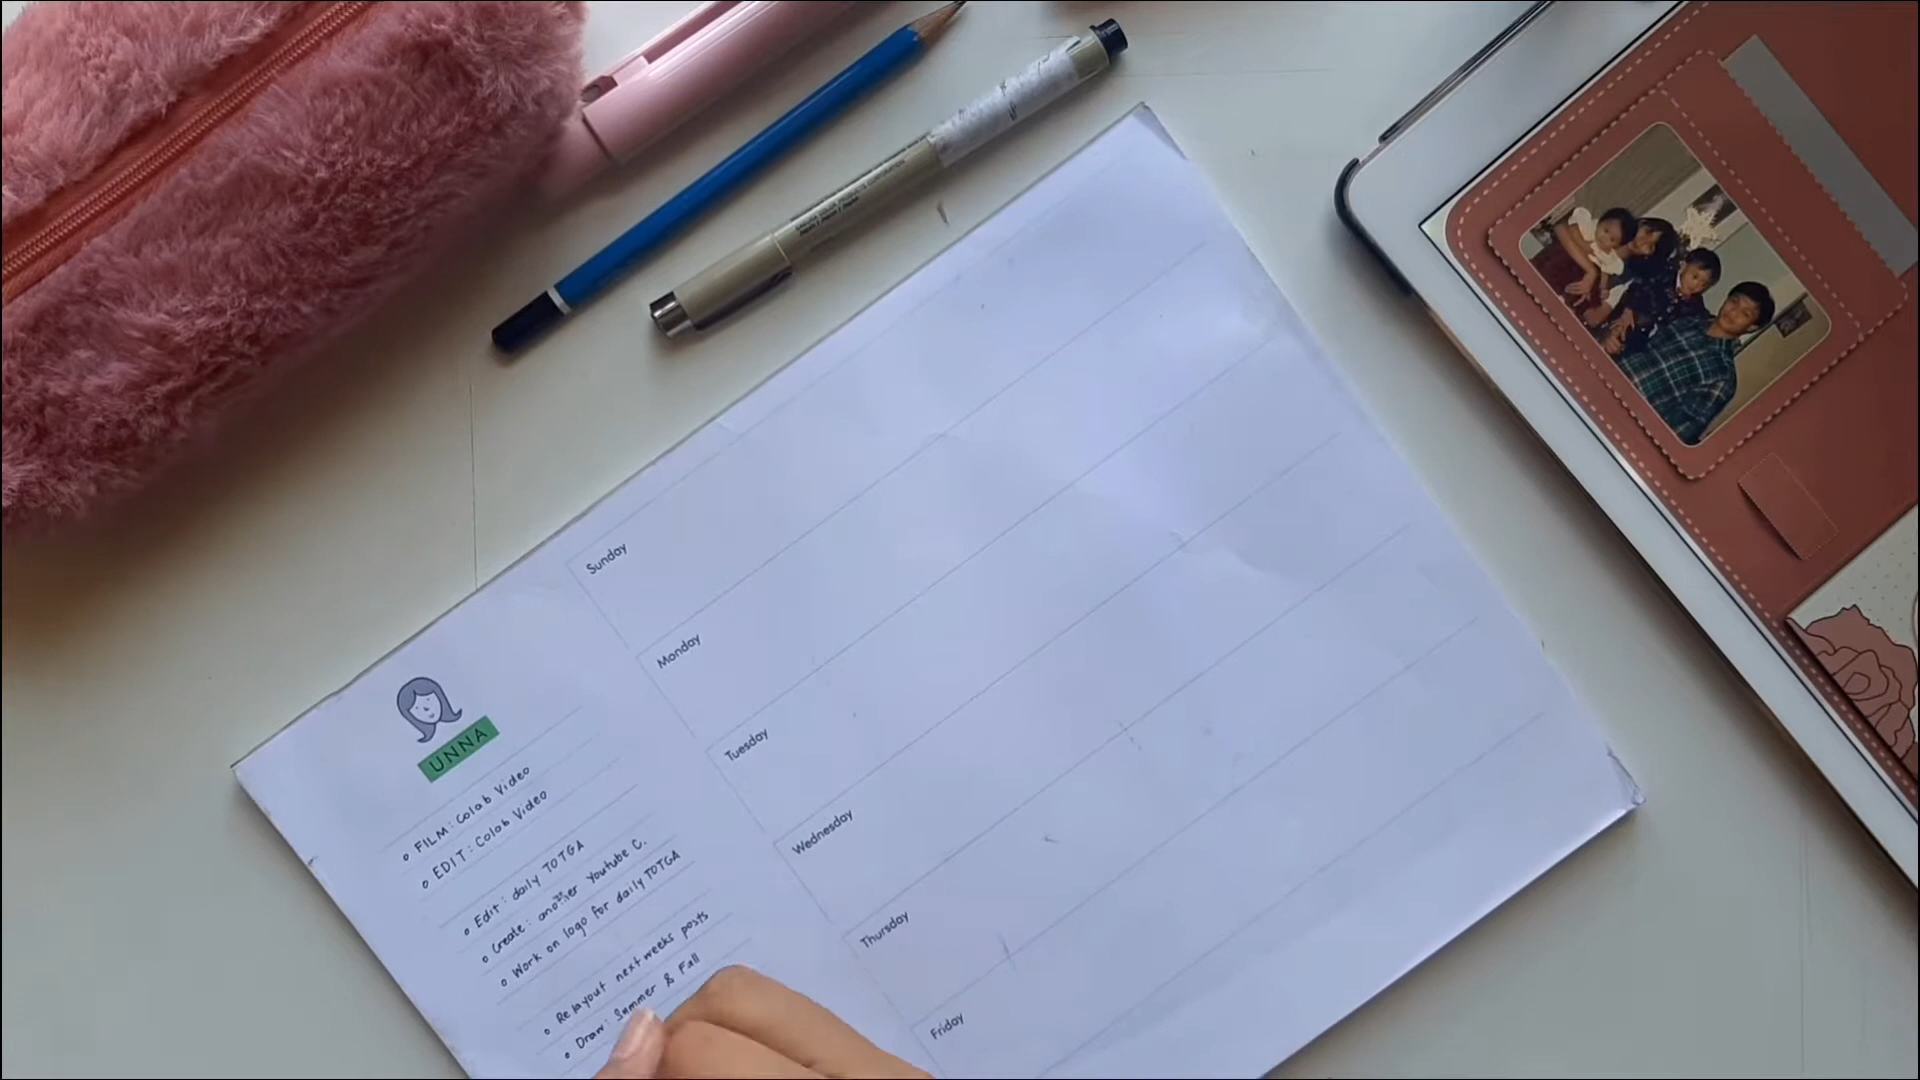 UNNA
FILM: Colab Video
EDIT: Colab Video
Edit: daily TOTGA
Create: another Youtube C.
Work on logo for daily TOTGA
Relayout next weeks posts
Draw: Summer & Fall
Sunday
Monday
Tuesday
Wednesday
Thursday
Friday